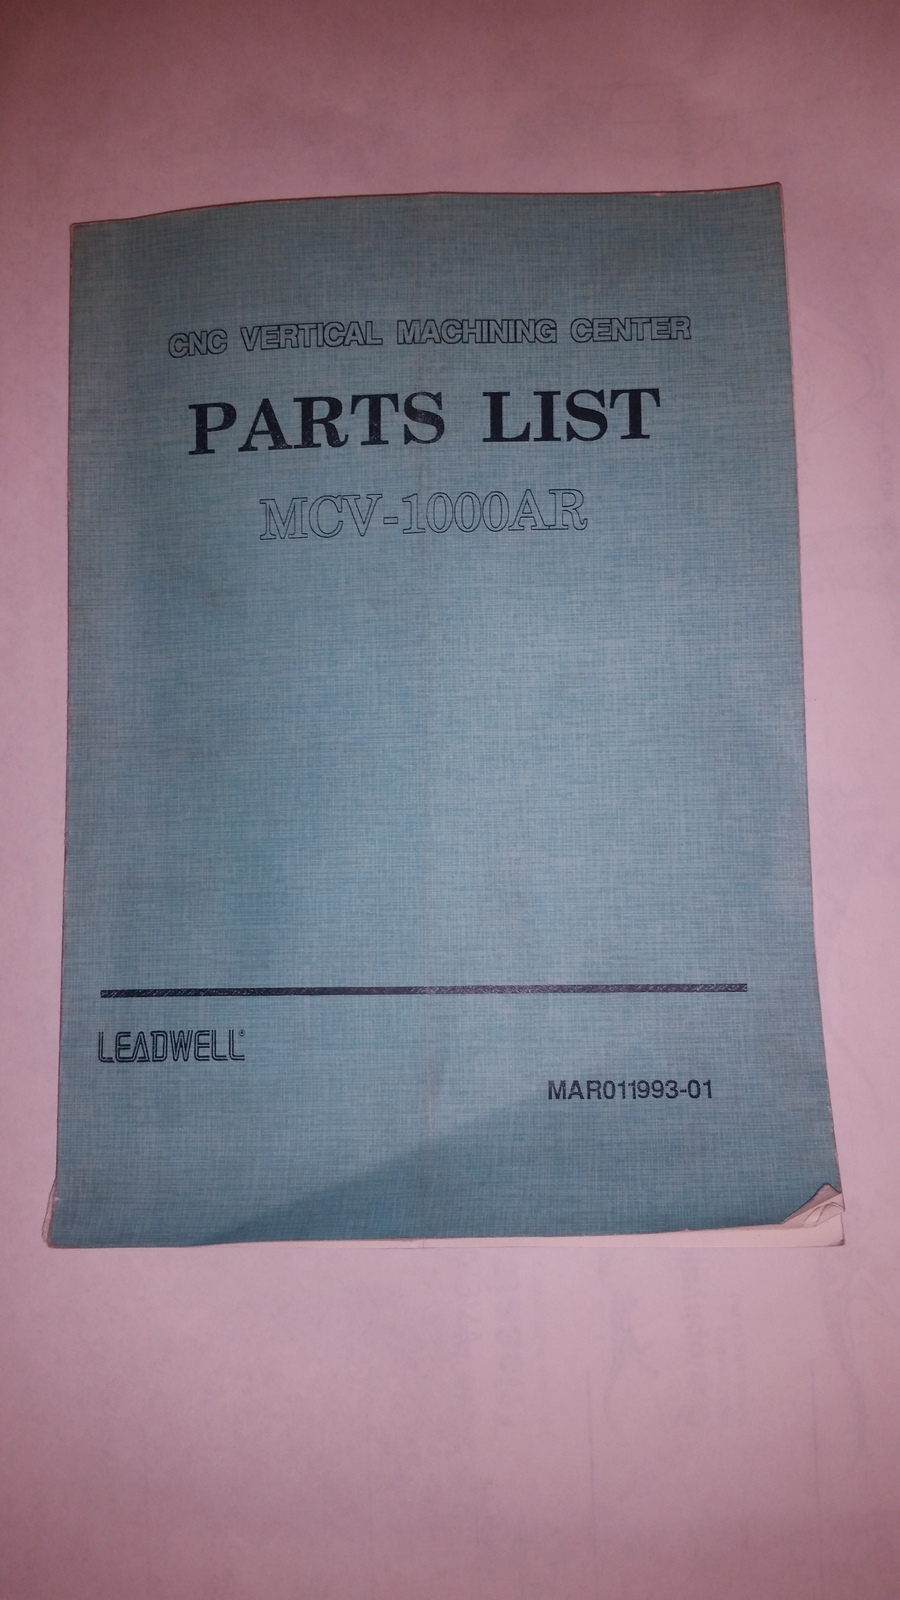 CNC VERTICAL MACHINING CENTER
PARTS LIST
MCV-1000AR
LEADWELL®
MAR011993-01